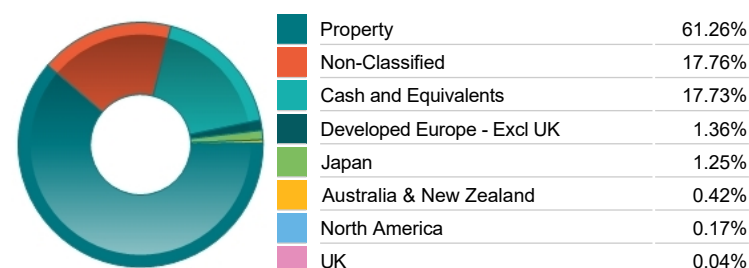 Property 61.26%
Non-Classified 17.76%
Cash and Equivalents 17.73%
Developed Europe - Excl UK 1.36%
Japan 1.25%
Australia & New Zealand 0.42%
North America 0.17%
UK 0.04%